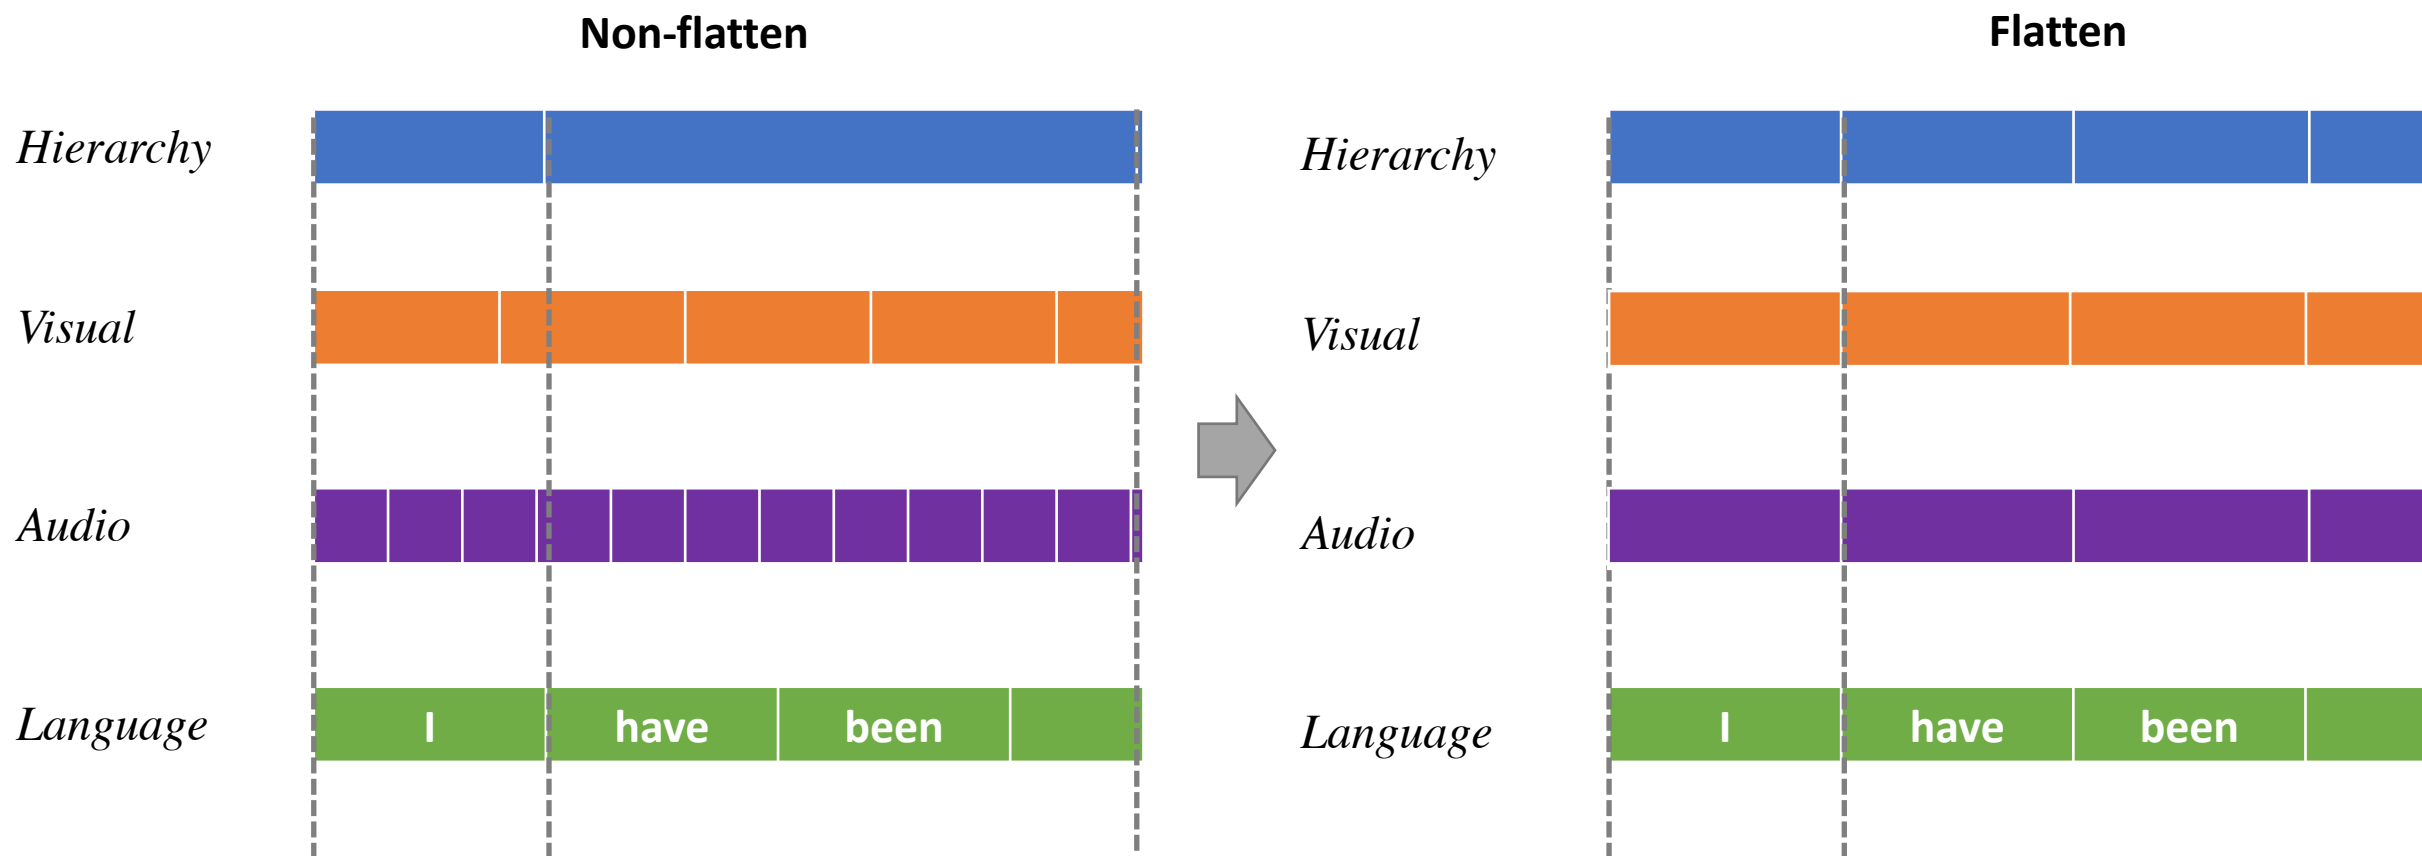 Non-flatten
Hierarchy
Visual
Audio
Language
I have been
Flatten
Hierarchy
Visual
Audio
Language
I have been